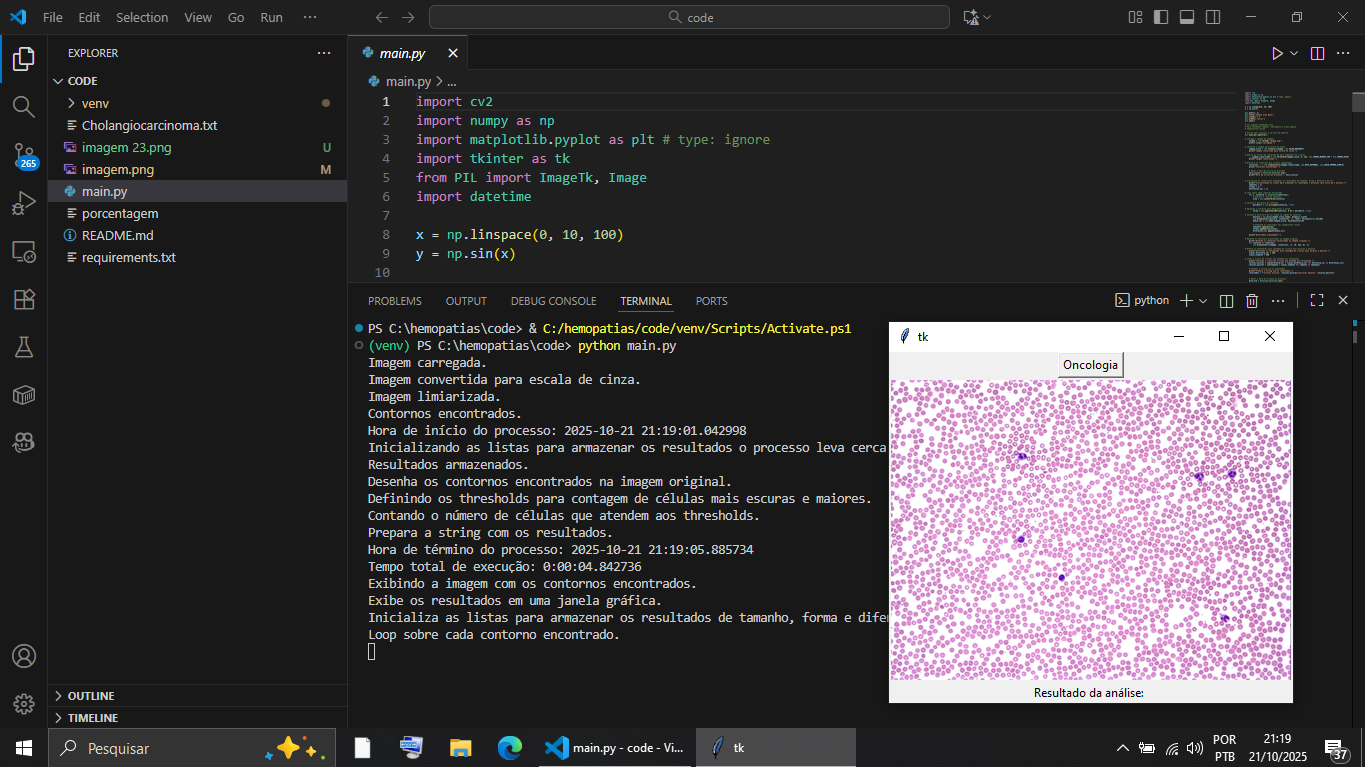 File Edit Selection View Go Run ···
code
EXPLORER
CODE
venv
Cholangiocarcinoma.txt
imagem 23.png U
imagem.png M
main.py
porcentagem
README.md
requirements.txt
265
OUTLINE
TIMELINE
main.py
main.py > ...
1 import cv2
2 import numpy as np
3 import matplotlib.pyplot as plt # type: ignore
4 import tkinter as tk
5 from PIL import ImageTk, Image
6 import datetime
7
8 x = np.linspace(0, 10, 100)
9 y = np.sin(x)
10
PROBLEMS OUTPUT DEBUG CONSOLE TERMINAL PORTS
python
PS C:\hemopatias\code> & C:/hemopatias/code/venv/Scripts/Activate.ps1
(venv) PS C:\hemopatias\code> python main.py
Imagem carregada.
Imagem convertida para escala de cinza.
Imagem limiarizada.
Contornos encontrados.
Hora de início do processo: 2025-10-21 21:19:01.042998
Inicializando as listas para armazenar os resultados o processo leva cerca
Resultados armazenados.
Desenha os contornos encontrados na imagem original.
Definindo os thresholds para contagem de células mais escuras e maiores.
Contando o número de células que atendem aos thresholds.
Prepara a string com os resultados.
Hora de término do processo: 2025-10-21 21:19:05.885734
Tempo total de execução: 0:00:04.842736
Exibindo a imagem com os contornos encontrados.
Exibe os resultados em uma janela gráfica.
Inicializa as listas para armazenar os resultados de tamanho, forma e difer
Loop sobre cada contorno encontrado.
tk
Oncologia
Resultado da análise:
Pesquisar
main.py - code - Vi...
tk
POR
PTB
21:19
21/10/2025
37